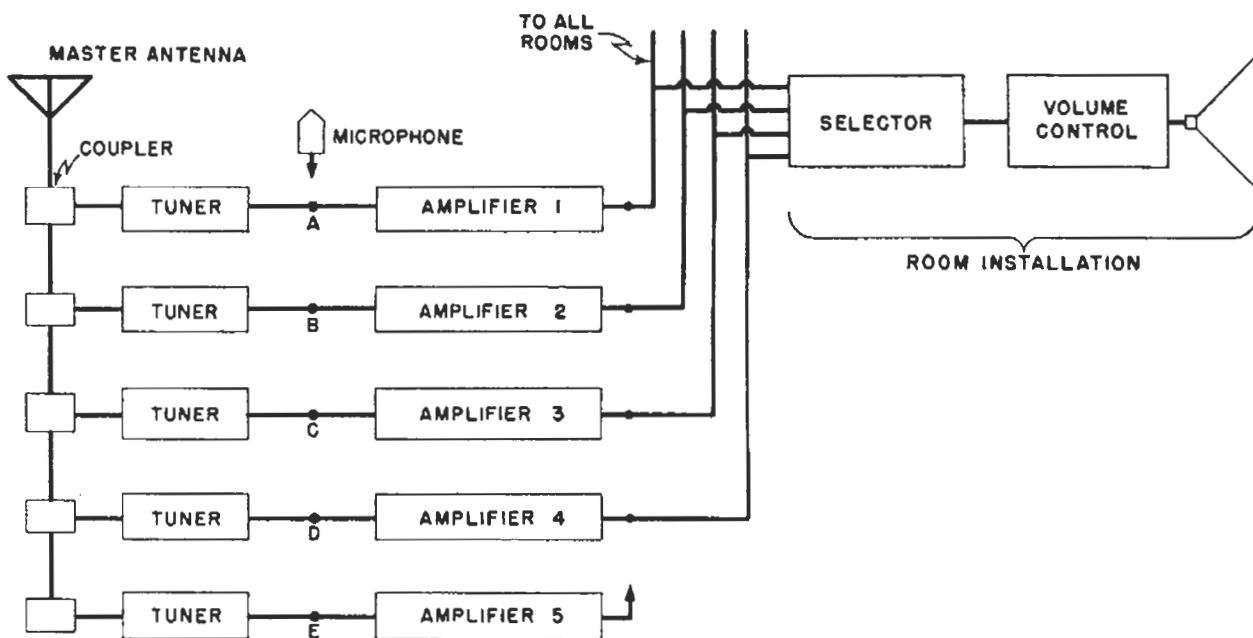 TO ALL
ROOMS
MASTER ANTENNA
COUPLER
MICROPHONE
SELECTOR
VOLUME
CONTROL
TUNER
A
AMPLIFIER 1
ROOM INSTALLATION
TUNER
B
AMPLIFIER 2
TUNER
C
AMPLIFIER 3
TUNER
D
AMPLIFIER 4
TUNER
E
AMPLIFIER 5